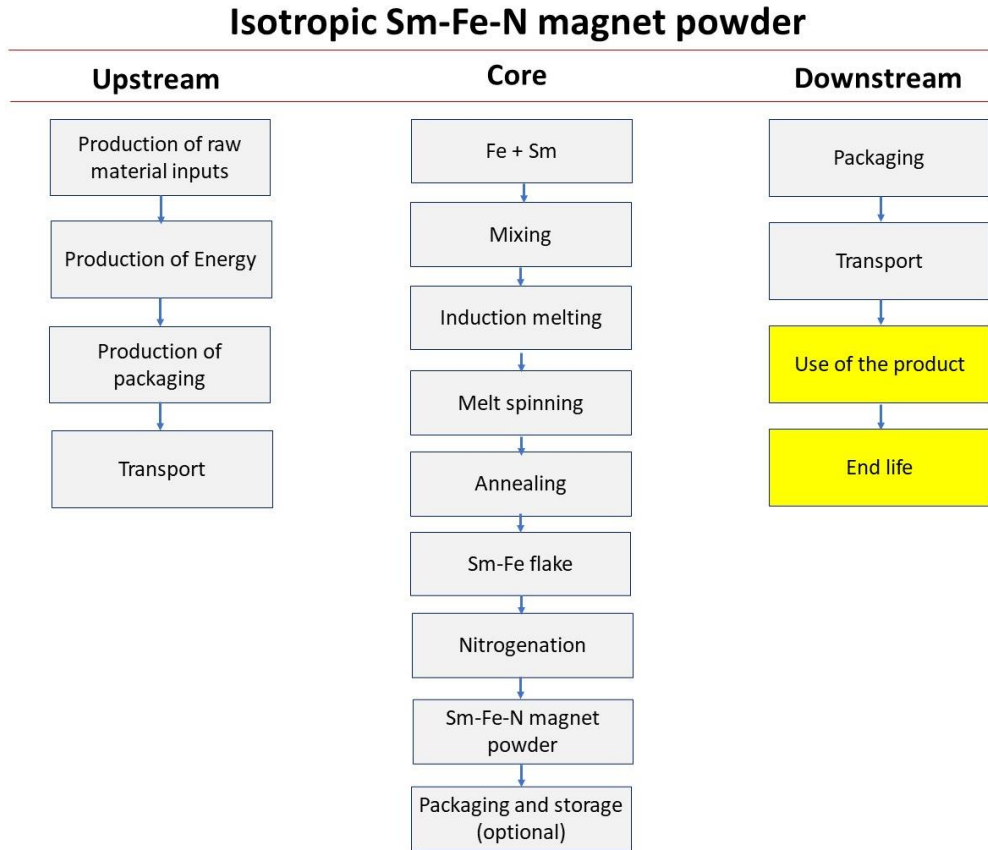 Isotropic Sm-Fe-N magnet powder
Upstream
Core
Downstream
Production of raw
material inputs
Production of Energy
Production of
packaging
Transport
Fe + Sm
Mixing
Induction melting
Melt spinning
Annealing
Sm-Fe flake
Nitrogenation
Sm-Fe-N magnet
powder
Packaging and storage
(optional)
Packaging
Transport
Use of the product
End life